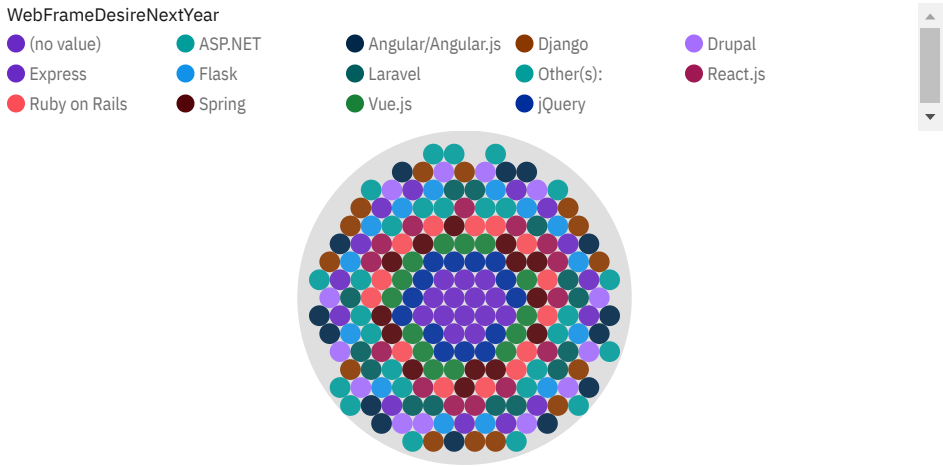 WebFrameDesireNextYear
(no value) ASP.NET Angular/Angular.js Django Drupal
Express Flask Laravel Other(s): React.js
Ruby on Rails Spring Vue.js jQuery